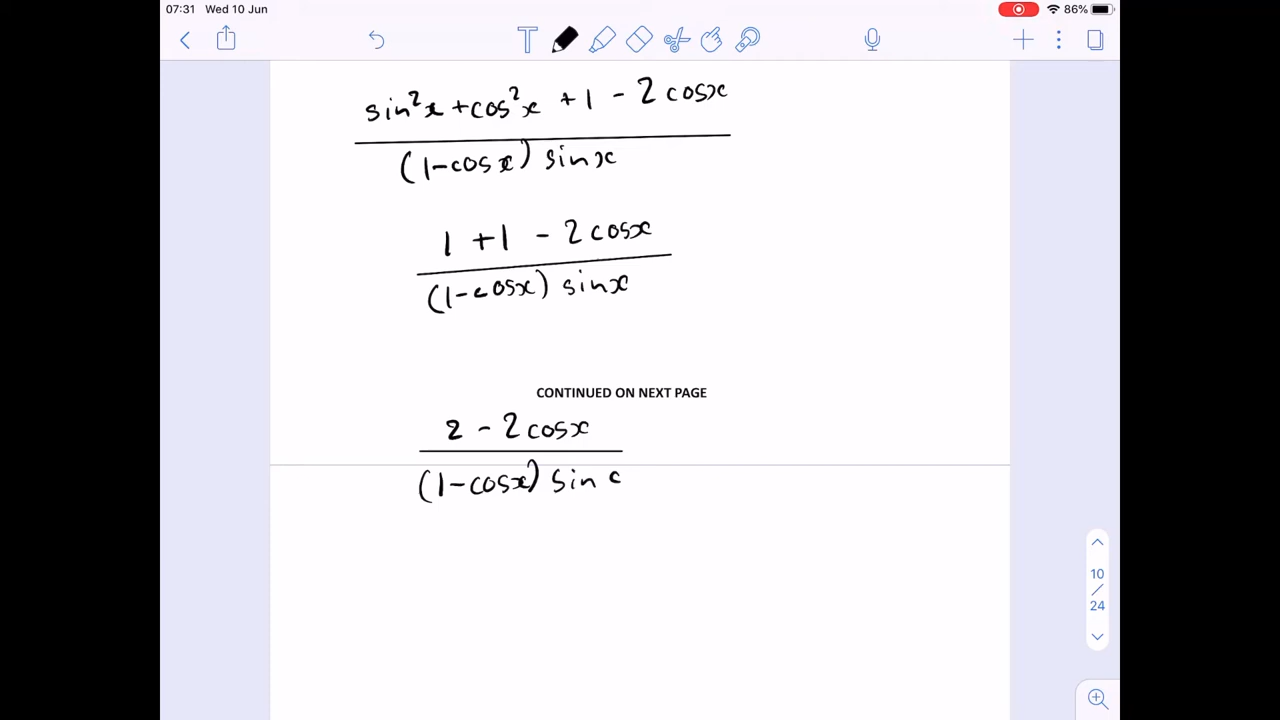 07:31 Wed 10 Jun
86%
T
sin²x + cos²x + 1 - 2 cosx
(1-cosx) sinx
1 + 1 - 2 cosx
(1-cosx) sinx
CONTINUED ON NEXT PAGE
2 - 2 cosx
(1-cosx) sin
10
/
24